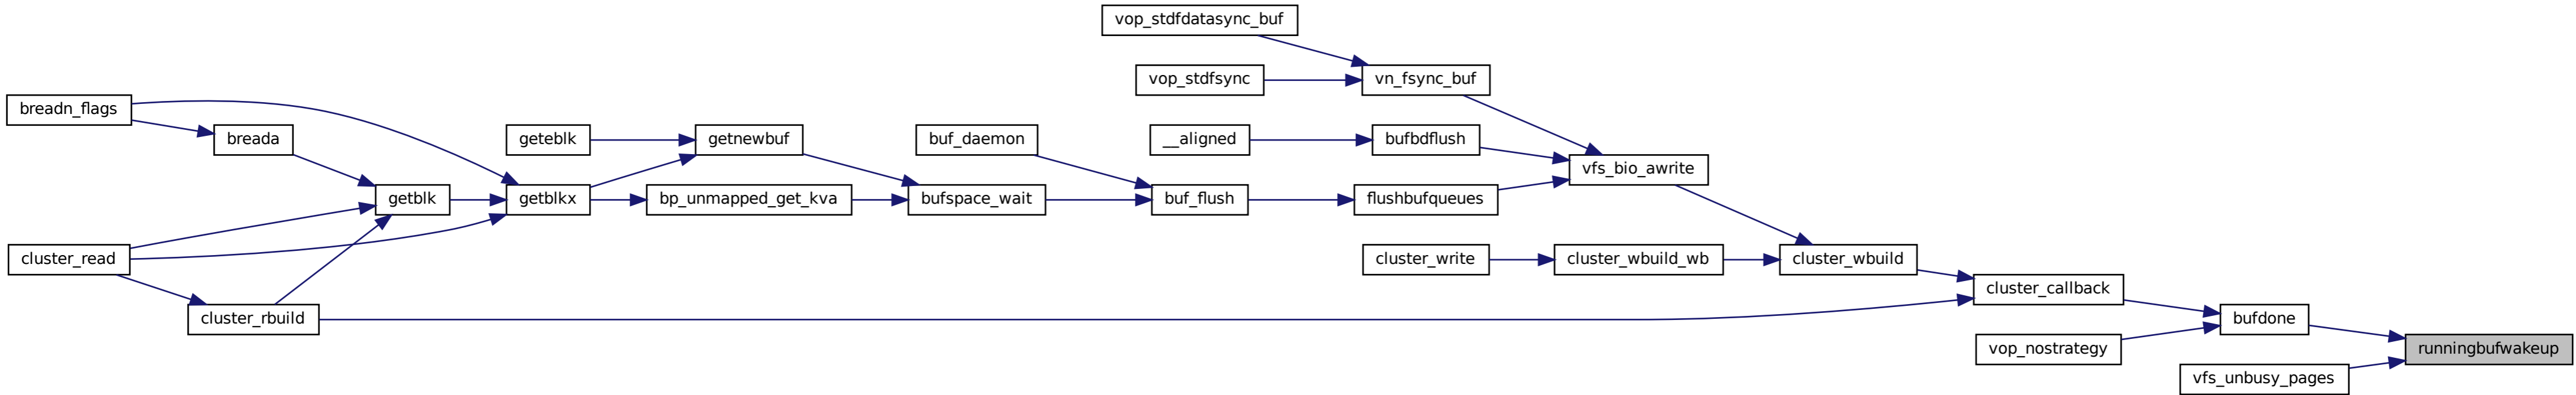 vop_stdfdatasync_buf
vop_stdfsync
vn_fsync_buf
breadn_flags
breada
geteblk
getnewbuf
buf_daemon
__aligned
bufbdflush
vfs_bio_awrite
getblk
getblkx
bp_unmapped_get_kva
bufspace_wait
buf_flush
flushbufqueues
cluster_read
cluster_write
cluster_wbuild_wb
cluster_wbuild
cluster_callback
cluster_rbuild
bufdone
vop_nostrategy
runningbufwakeup
vfs_unbusy_pages